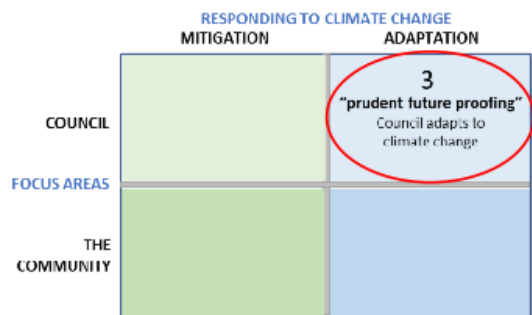 RESPONDING TO CLIMATE CHANGE
MITIGATION ADAPTATION
3
“prudent future proofing”
COUNCIL
Council adapts to
climate change
FOCUS AREAS
THE
COMMUNITY